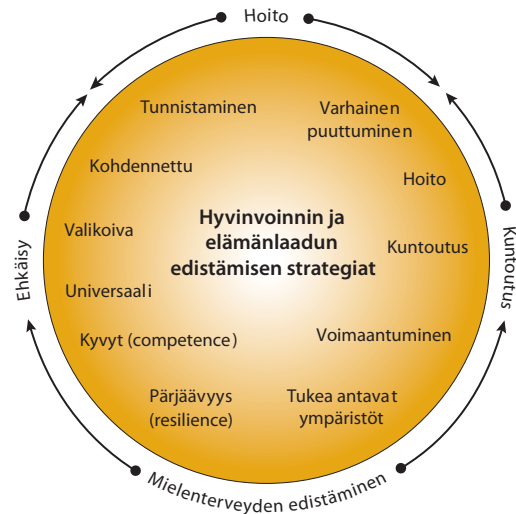 Hoito
Tunnistaminen
Varhainen
puuttuminen
Kohdennettu
Hoito
Valikoiva
Hyvinvoinnin ja
elämänlaadun
edistämisen strategiat
Kuntoutus
Ehkäisy
Kuntoutus
Universaali
Kyvyt (competence)
Voimaantuminen
Pärjäävyys
(resilience)
Tukea antavat
ympäristöt
Mielenterveyden edistäminen